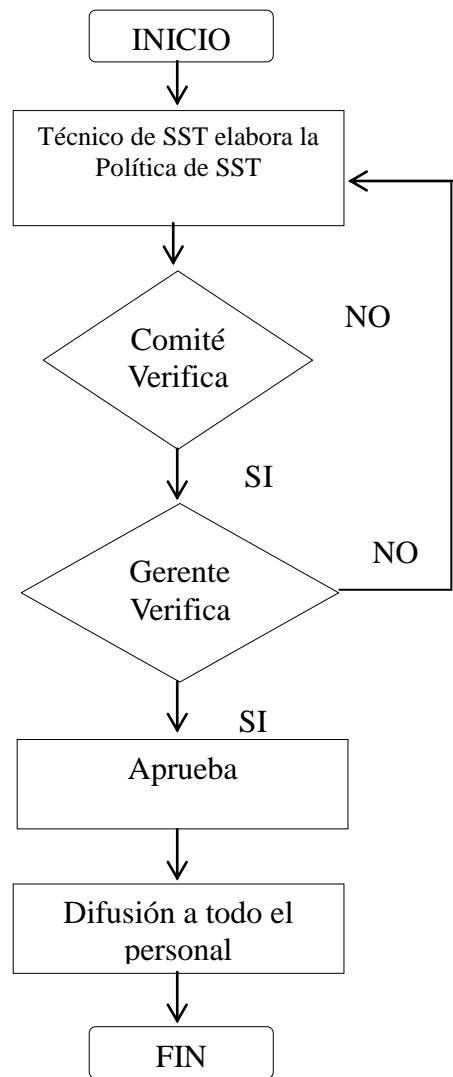 INICIO
Técnico de SST elabora la
Política de SST
NO
Comité
Verifica
SI
NO
Gerente
Verifica
SI
Aprueba
Difusión a todo el
personal
FIN